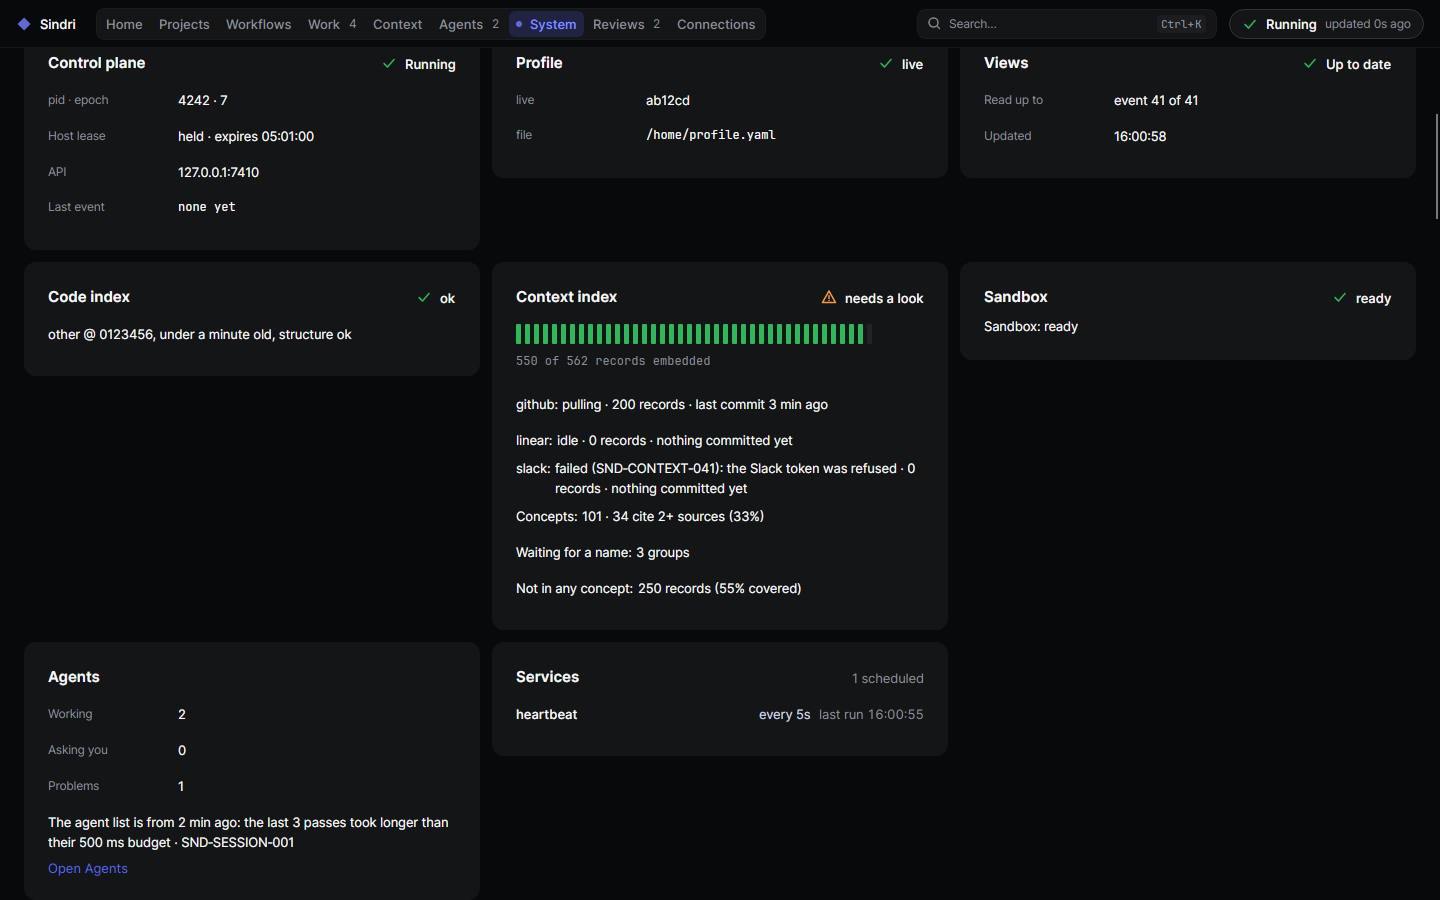 Sindri
Home Projects Workflows Work 4 Context Agents 2 System Reviews 2 Connections
Search... Ctrl+K
Running updated 0s ago
Control plane Running
pid · epoch 4242 · 7
Host lease held · expires 05:01:00
API 127.0.0.1:7410
Last event none yet
Profile live
live ab12cd
file /home/profile.yaml
Views Up to date
Read up to event 41 of 41
Updated 16:00:58
Code index ok
other @ 0123456, under a minute old, structure ok
Context index needs a look
550 of 562 records embedded
github: pulling · 200 records · last commit 3 min ago
linear: idle · 0 records · nothing committed yet
slack: failed (SND-CONTEXT-041): the Slack token was refused · 0
records · nothing committed yet
Concepts: 101 · 34 cite 2+ sources (33%)
Waiting for a name: 3 groups
Not in any concept: 250 records (55% covered)
Sandbox ready
Sandbox: ready
Agents
Working 2
Asking you 0
Problems 1
The agent list is from 2 min ago: the last 3 passes took longer than
their 500 ms budget · SND-SESSION-001
Open Agents
Services 1 scheduled
heartbeat every 5s last run 16:00:55